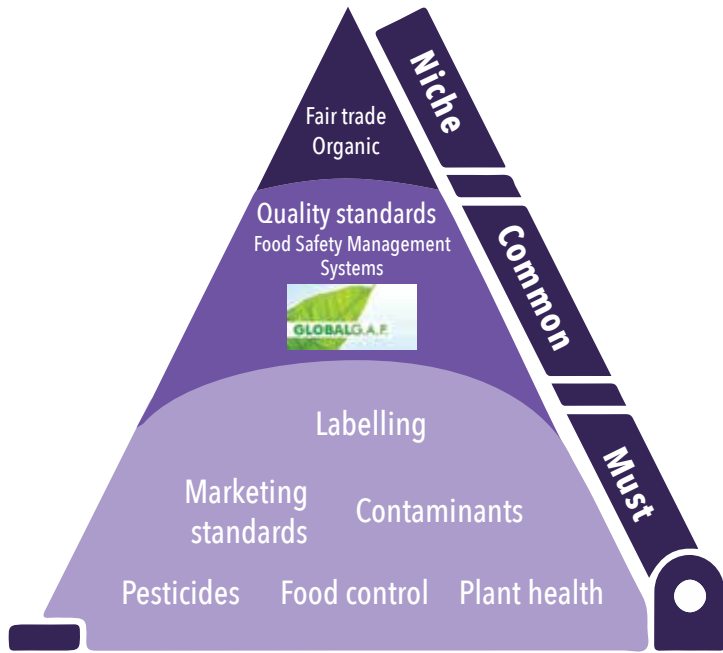 Niche
Fair trade
Organic
Quality standards
Food Safety Management
Systems
GLOBALG.A.P.
Common
Labelling
Marketing
standards
Contaminants
Must
Pesticides
Food control
Plant health